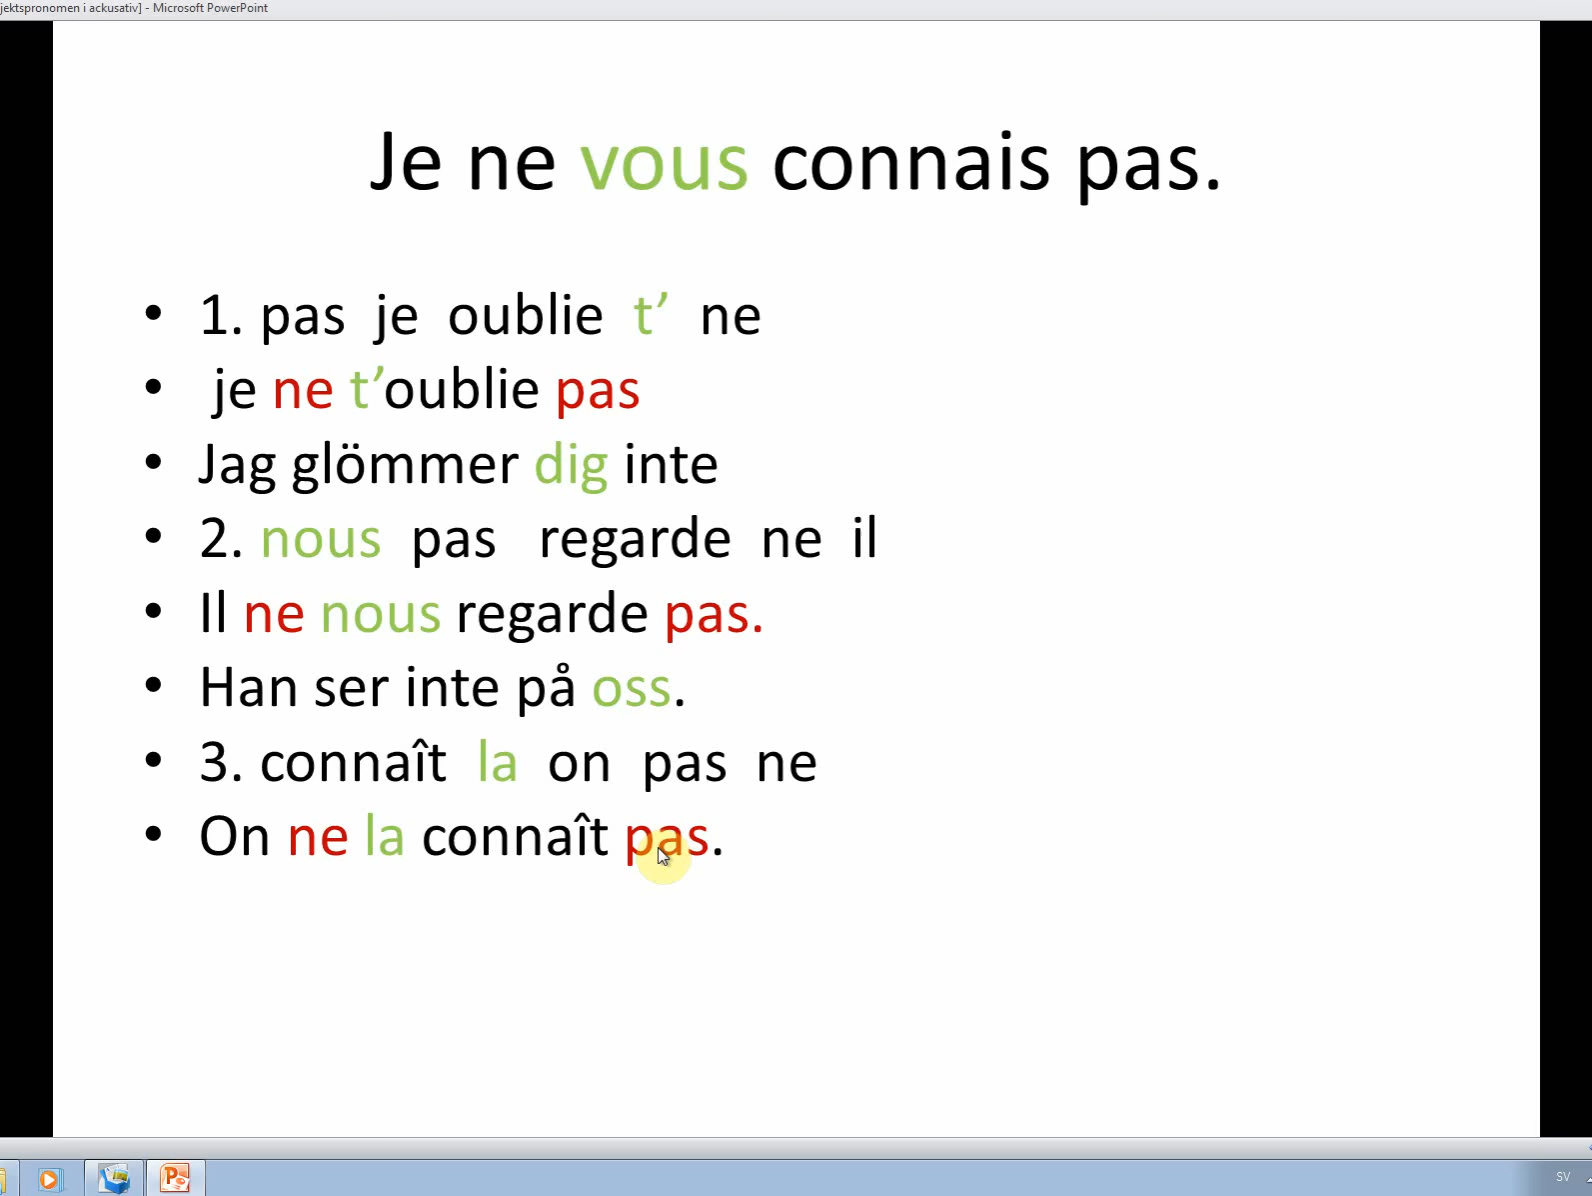 jektspronomen i ackusativ] - Microsoft PowerPoint
Je ne vous connais pas.
• 1. pas je oublie t’ ne
• je ne t’oublie pas
• Jag glömmer dig inte
• 2. nous pas regarde ne il
• Il ne nous regarde pas.
• Han ser inte på oss.
• 3. connaît la on pas ne
• On ne la connaît pas.
SV